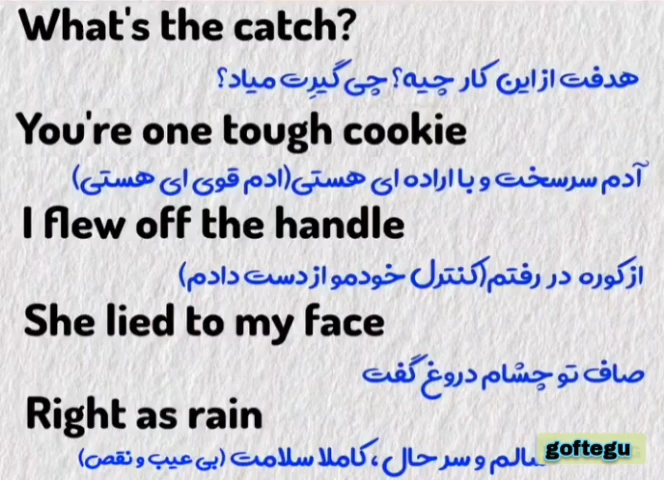 What's the catch?
هدفت از این کار چیه؟ چی گیرِت میاد؟
You're one tough cookie
آدم سرسخت و با اراده ای هستی(ادم قوی ای هستی)
I flew off the handle
از کوره در رفتم(کنترل خودمو از دست دادم)
She lied to my face
صاف تو چشام دروغ گفت
Right as rain
سالم و سر حال، کاملا سلامت (بی عیب و نقص)
goftegu